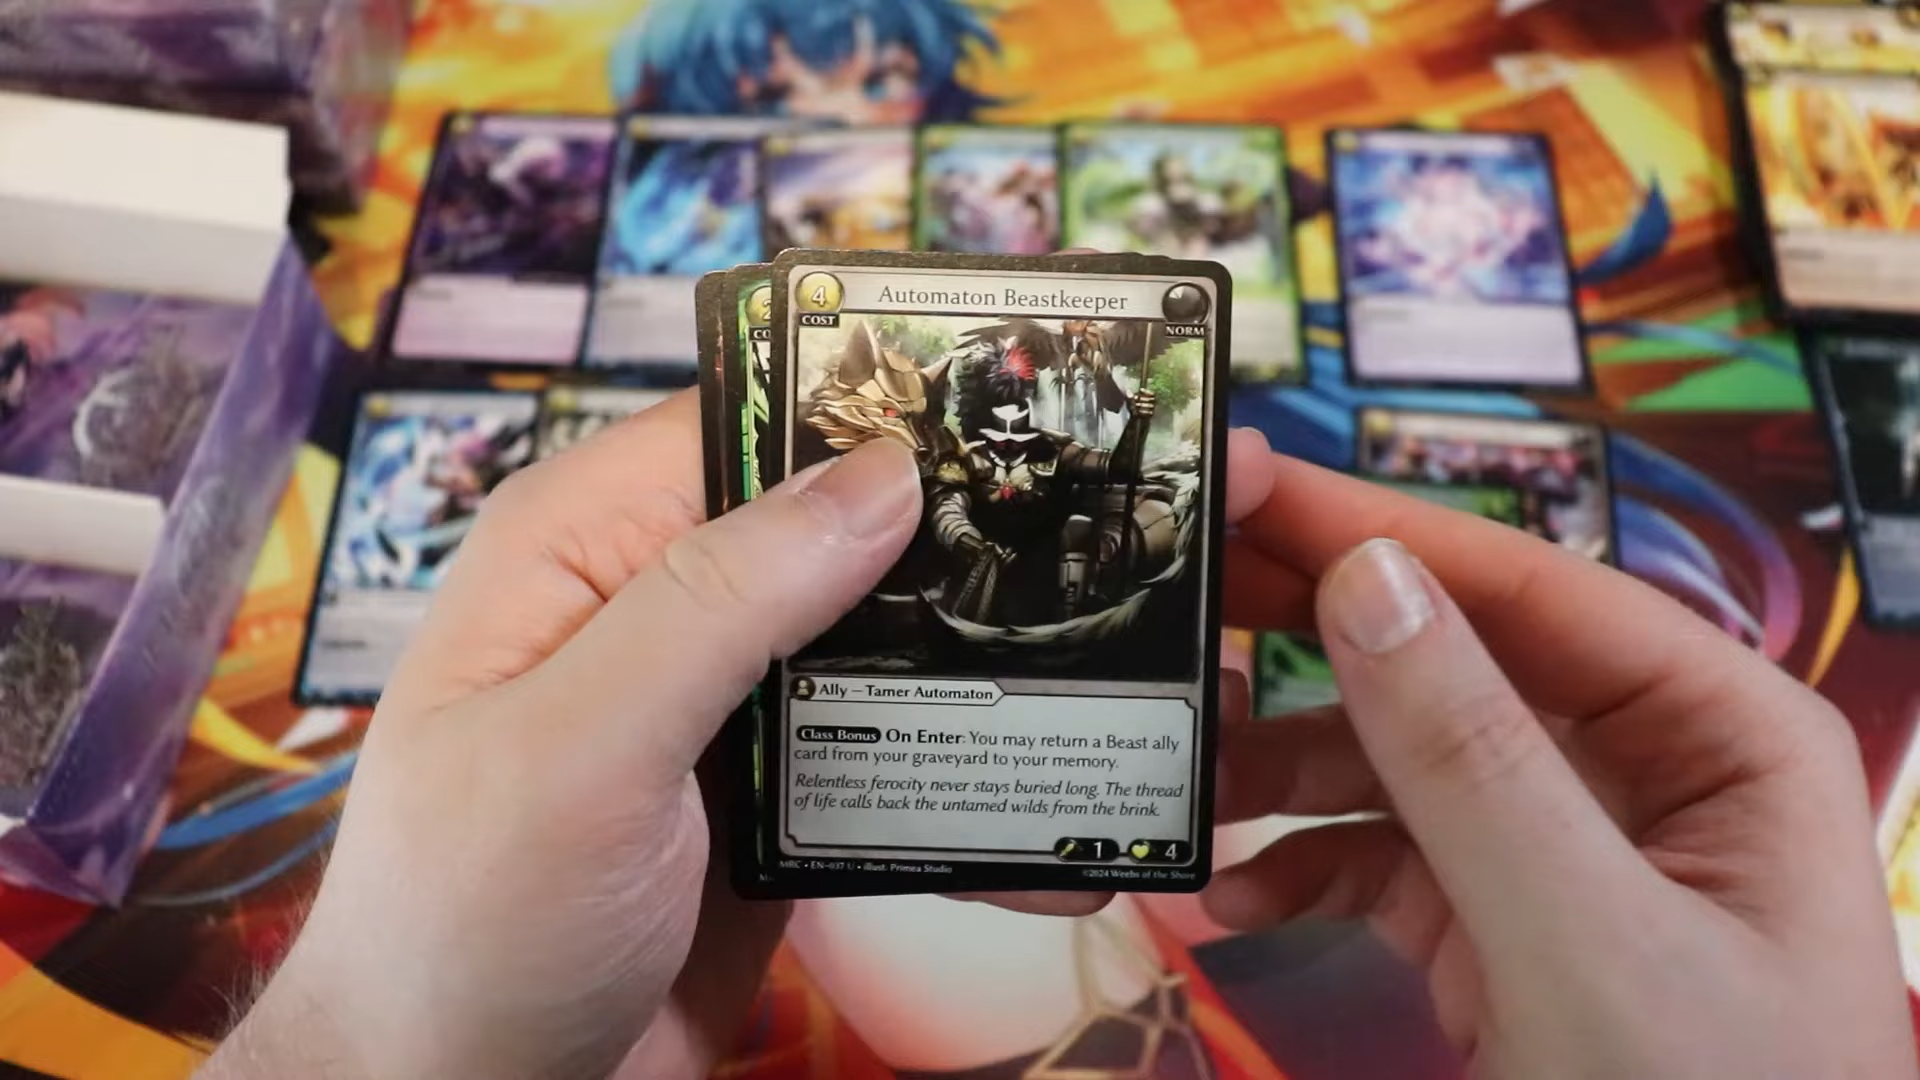 4
Automaton Beastkeeper
COST
NORM
2
CO
Ally — Tamer Automaton
Class Bonus On Enter: You may return a Beast ally
card from your graveyard to your memory.
Relentless ferocity never stays buried long. The thread
of life calls back the untamed wilds from the brink.
1
4
MRC • EN-037 U • illust: Primea Studio
©2024 Weebs of the Shore